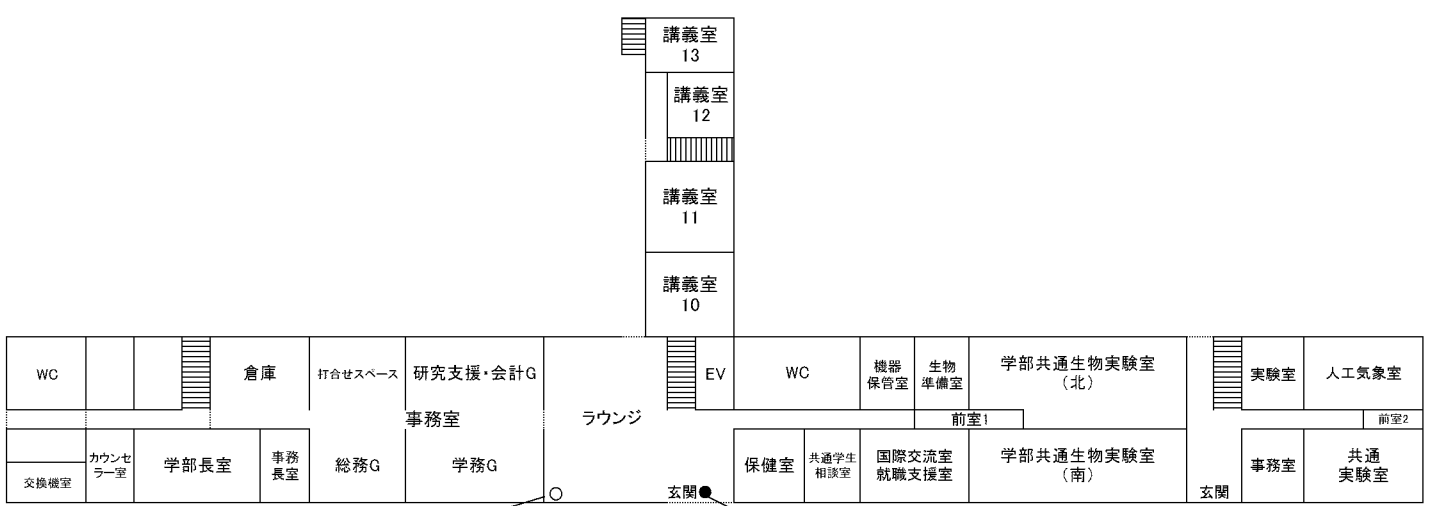 講義室
13
講義室
12
講義室
11
講義室
10
WC
倉庫
打合せスペース
研究支援・会計G
ラウンジ
EV
WC
機器
保管室
生物
準備室
学部共通生物実験室
(北)
実験室
人工気象室
事務室
前室1
前室2
交換機室
カウンセ
ラー室
学部長室
事務
長室
総務G
学務G
玄関
保健室
共通学生
相談室
国際交流室
就職支援室
学部共通生物実験室
(南)
玄関
事務室
共通
実験室